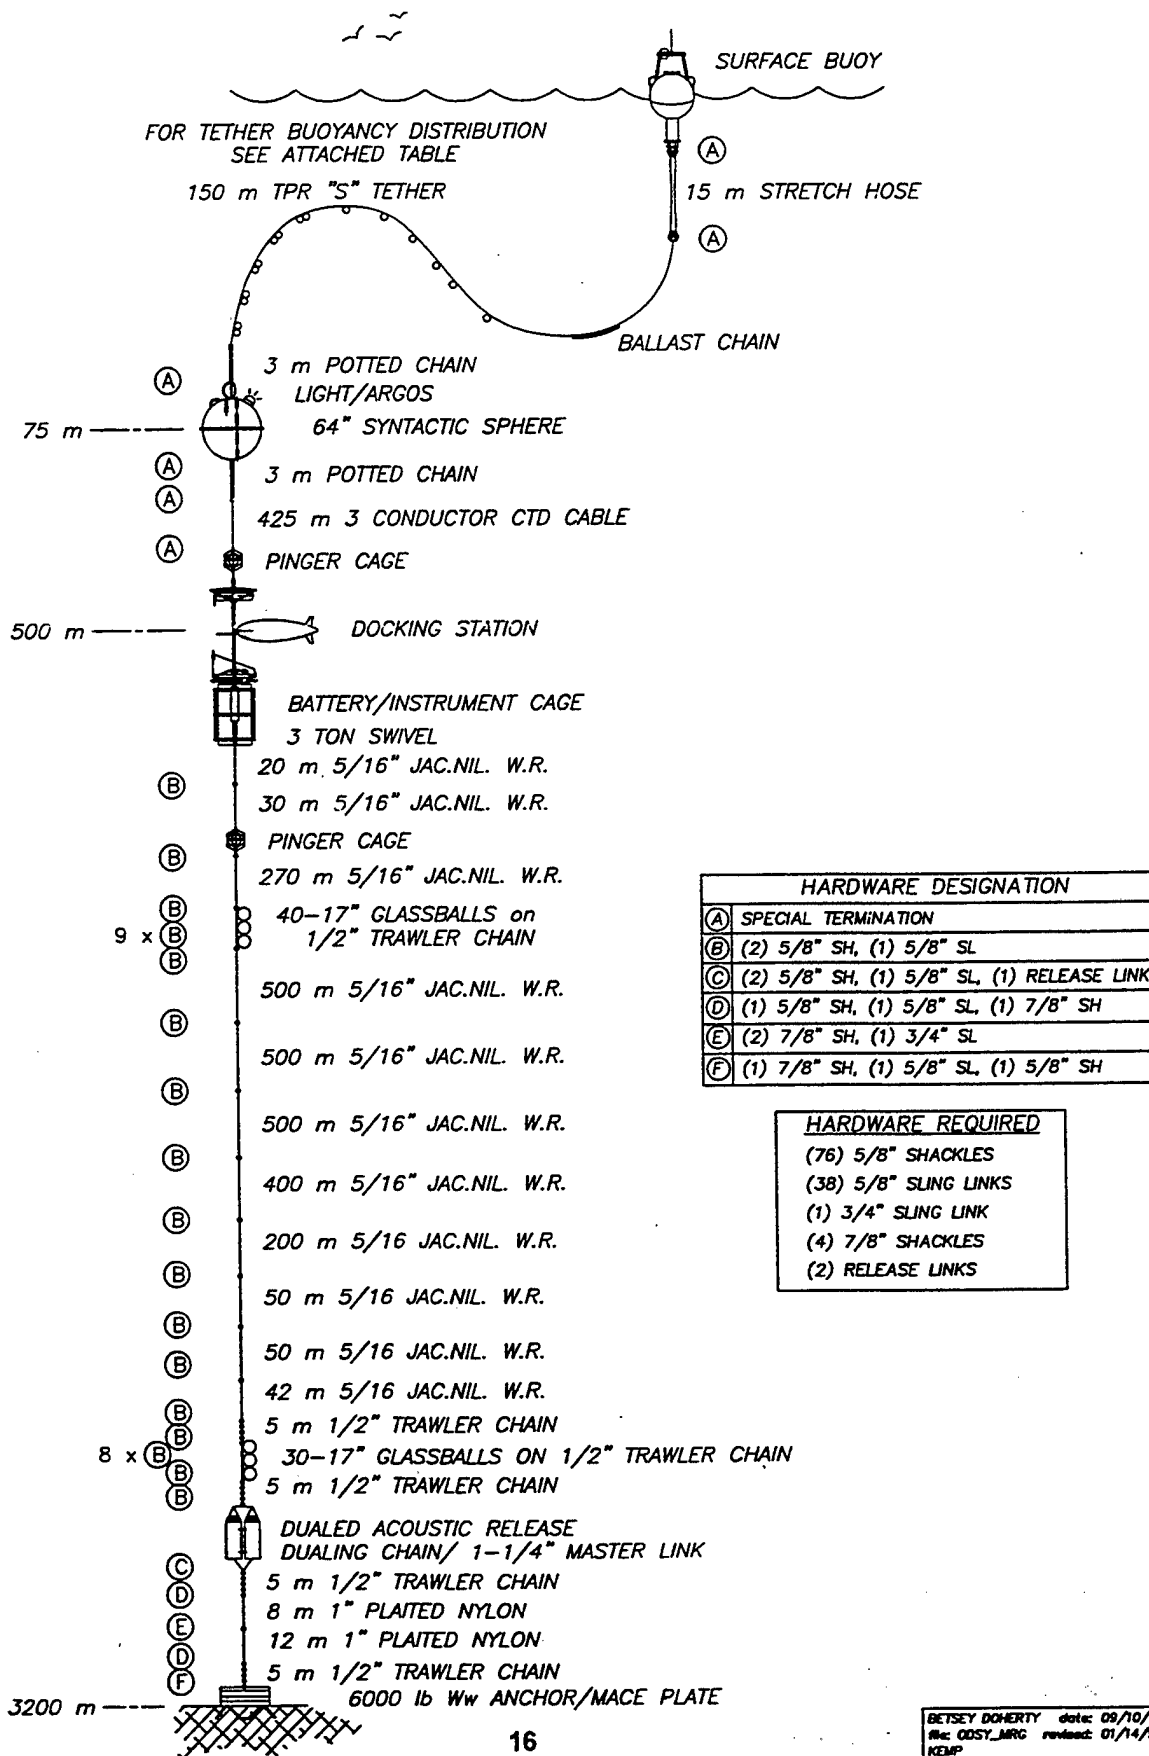 SURFACE BUOY
FOR TETHER BUOYANCY DISTRIBUTION
SEE ATTACHED TABLE
A
150 m TPR "S" TETHER
15 m STRETCH HOSE
A
BALLAST CHAIN
3 m POTTED CHAIN
A
LIGHT/ARGOS
75 m
64" SYNTACTIC SPHERE
A
3 m POTTED CHAIN
A
425 m 3 CONDUCTOR CTD CABLE
A
PINGER CAGE
500 m
DOCKING STATION
BATTERY/INSTRUMENT CAGE
3 TON SWIVEL
20 m 5/16" JAC.NIL. W.R.
B
30 m 5/16" JAC.NIL. W.R.
PINGER CAGE
B
270 m 5/16" JAC.NIL. W.R.
B
40-17" GLASSBALLS on
9 x B
1/2" TRAWLER CHAIN
B
500 m 5/16" JAC.NIL. W.R.
B
500 m 5/16" JAC.NIL. W.R.
B
500 m 5/16" JAC.NIL. W.R.
B
400 m 5/16" JAC.NIL. W.R.
B
200 m 5/16 JAC.NIL. W.R.
B
50 m 5/16 JAC.NIL. W.R.
B
50 m 5/16 JAC.NIL. W.R.
B
42 m 5/16 JAC.NIL. W.R.
B
5 m 1/2" TRAWLER CHAIN
B
8 x B
30-17" GLASSBALLS ON 1/2" TRAWLER CHAIN
B
5 m 1/2" TRAWLER CHAIN
B
DUALED ACOUSTIC RELEASE
DUALING CHAIN/ 1-1/4" MASTER LINK
C
5 m 1/2" TRAWLER CHAIN
D
8 m 1" PLAITED NYLON
E
12 m 1" PLAITED NYLON
D
5 m 1/2" TRAWLER CHAIN
F
6000 lb Ww ANCHOR/MACE PLATE
3200 m
HARDWARE DESIGNATION
A SPECIAL TERMINATION
B (2) 5/8" SH, (1) 5/8" SL
C (2) 5/8" SH, (1) 5/8" SL, (1) RELEASE LINK
D (1) 5/8" SH, (1) 5/8" SL, (1) 7/8" SH
E (2) 7/8" SH, (1) 3/4" SL
F (1) 7/8" SH, (1) 5/8" SL, (1) 5/8" SH
HARDWARE REQUIRED
(76) 5/8" SHACKLES
(38) 5/8" SLING LINKS
(1) 3/4" SLING LINK
(4) 7/8" SHACKLES
(2) RELEASE LINKS
16
BETSEY DOHERTY date: 09/10/
file: ODSY_MRG revised: 01/14/
KEMP